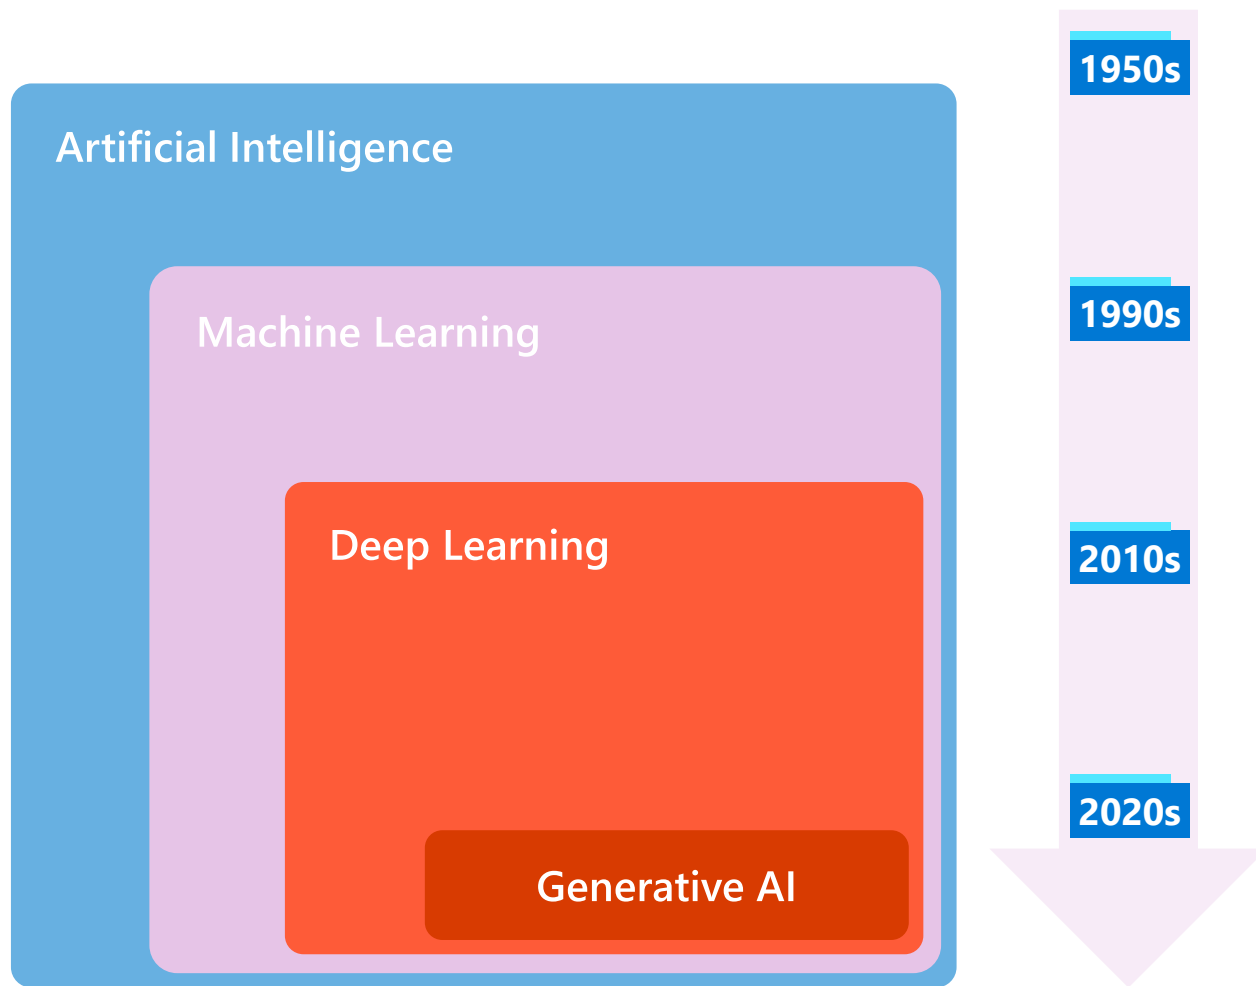 Artificial Intelligence
Machine Learning
Deep Learning
Generative AI
1950s
1990s
2010s
2020s